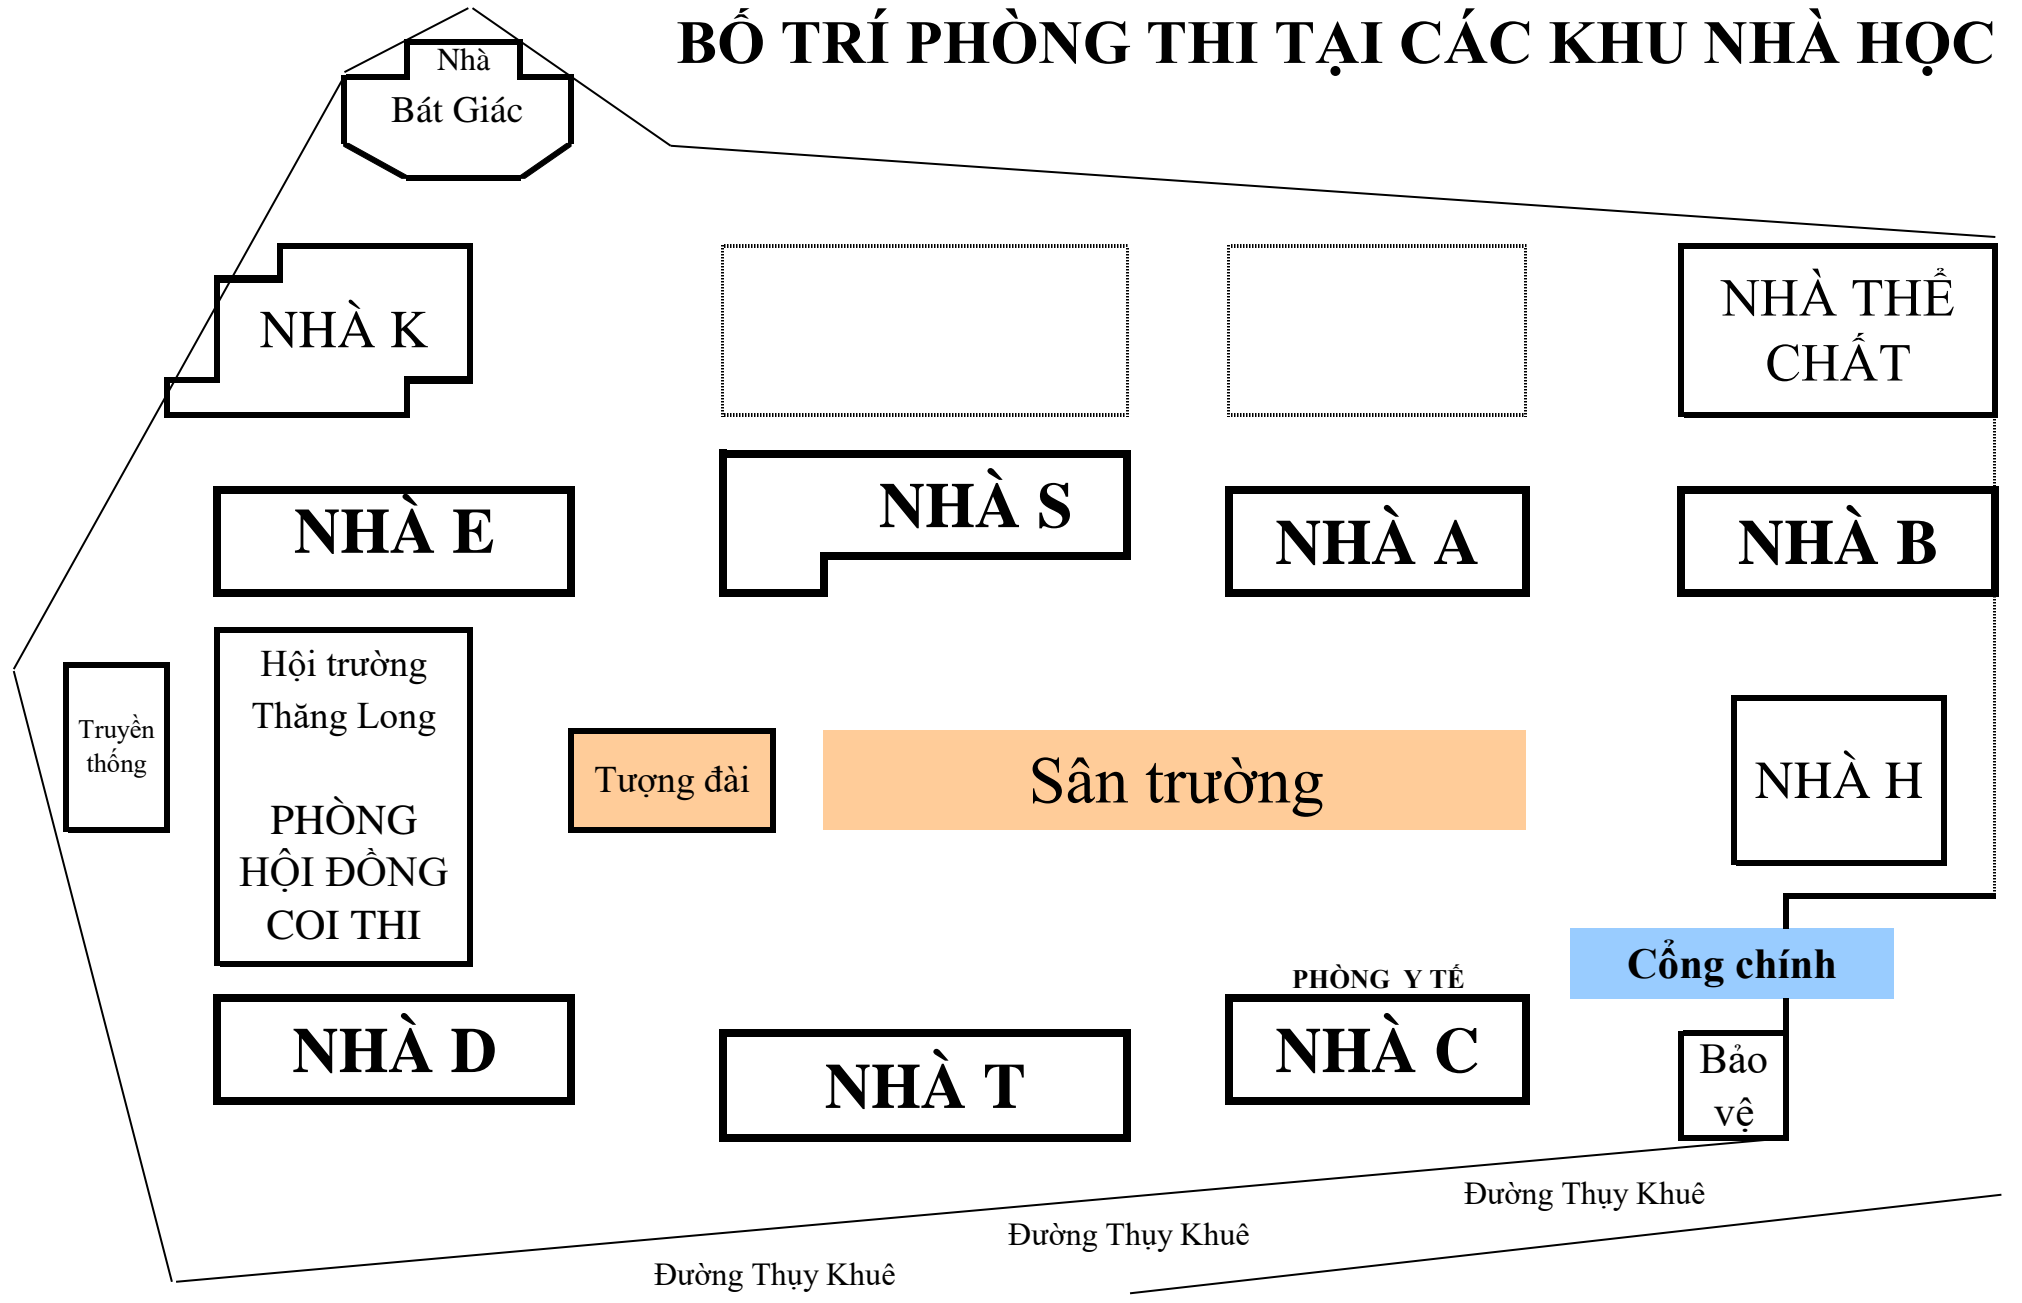 BỐ TRÍ PHÒNG THI TẠI CÁC KHU NHÀ HỌC
Nhà
Bát Giác
NHÀ K
NHÀ THỂ
CHẤT
NHÀ E
NHÀ S
NHÀ A
NHÀ B
Hội trường
Thăng Long
PHÒNG
HỘI ĐỒNG
COI THI
Truyền
thống
Tượng đài
Sân trường
NHÀ H
Cổng chính
PHÒNG Y TẾ
NHÀ D
NHÀ T
NHÀ C
Bảo
vệ
Đường Thụy Khuê
Đường Thụy Khuê
Đường Thụy Khuê